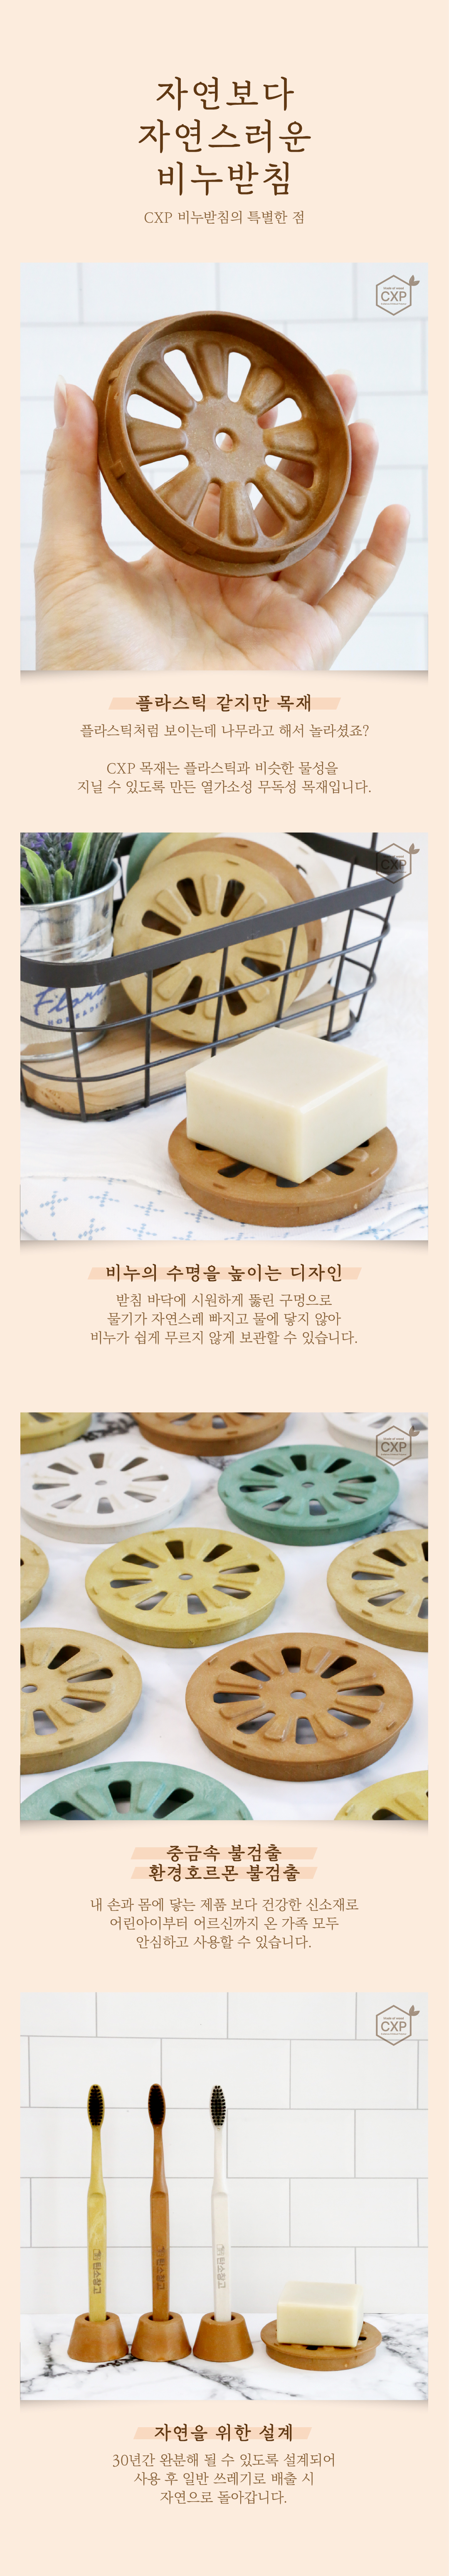 자연보다
자연스러운
비누받침
CXP 비누받침의 특별한 점
CXP
플라스틱 같지만 목재
플라스틱처럼 보이는데 나무라고 해서 놀라셨죠?
CXP 목재는 플라스틱과 비슷한 물성을
지닐 수 있도록 만든 열가소성 무독성 목재입니다.
CXP
비누의 수명을 높이는 디자인
받침 바닥에 시원하게 뚫린 구멍으로
물기가 자연스레 빠지고 물에 닿지 않아
비누가 쉽게 무르지 않게 보관할 수 있습니다.
CXP
중금속 불검출
환경호르몬 불검출
내 손과 몸에 닿는 제품 보다 건강한 신소재로
어린아이부터 어르신까지 온 가족 모두
안심하고 사용할 수 있습니다.
CXP
탄소창고
탄소창고
탄소창고
자연을 위한 설계
30년간 완분해 될 수 있도록 설계되어
사용 후 일반 쓰레기로 배출 시
자연으로 돌아갑니다.